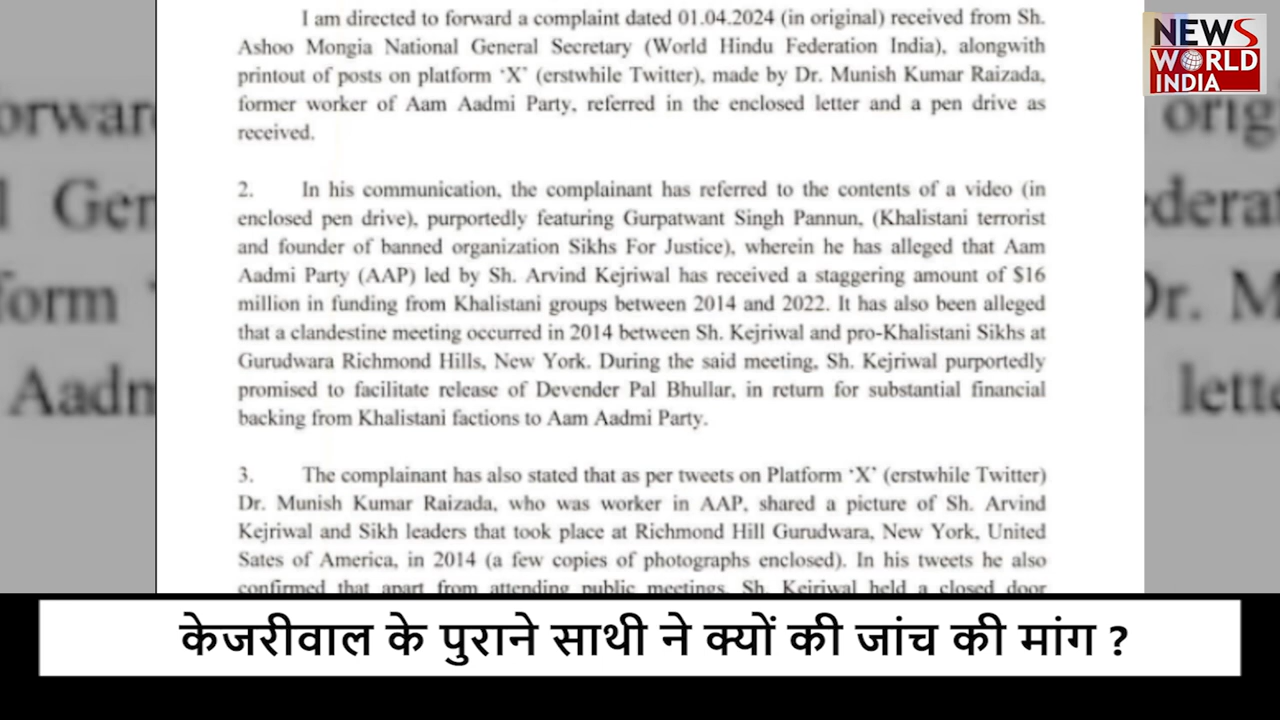 I am directed to forward a complaint dated 01.04.2024 (in original) received from Sh.
Ashoo Mongia National General Secretary (World Hindu Federation India), alongwith
printout of posts on platform 'X' (erstwhile Twitter), made by Dr. Munish Kumar Raizada,
former worker of Aam Aadmi Party, referred in the enclosed letter and a pen drive as
received.
2. In his communication, the complainant has referred to the contents of a video (in
enclosed pen drive), purportedly featuring Gurpatwant Singh Pannun, (Khalistani terrorist
and founder of banned organization Sikhs For Justice), wherein he has alleged that Aam
Aadmi Party (AAP) led by Sh. Arvind Kejriwal has received a staggering amount of $16
million in funding from Khalistani groups between 2014 and 2022. It has also been alleged
that a clandestine meeting occurred in 2014 between Sh. Kejriwal and pro-Khalistani Sikhs at
Gurudwara Richmond Hills, New York. During the said meeting, Sh. Kejriwal purportedly
promised to facilitate release of Devender Pal Bhullar, in return for substantial financial
backing from Khalistani factions to Aam Aadmi Party.
3. The complainant has also stated that as per tweets on Platform 'X' (erstwhile Twitter)
Dr. Munish Kumar Raizada, who was worker in AAP, shared a picture of Sh. Arvind
Kejriwal and Sikh leaders that took place at Richmond Hill Gurudwara, New York, United
Sates of America, in 2014 (a few copies of photographs enclosed). In his tweets he also
confirmed that apart from attending public meetings, Sh. Kejriwal held a closed door
NEWS
WORLD
INDIA
केजरीवाल के पुराने साथी ने क्यों की जांच की मांग ?